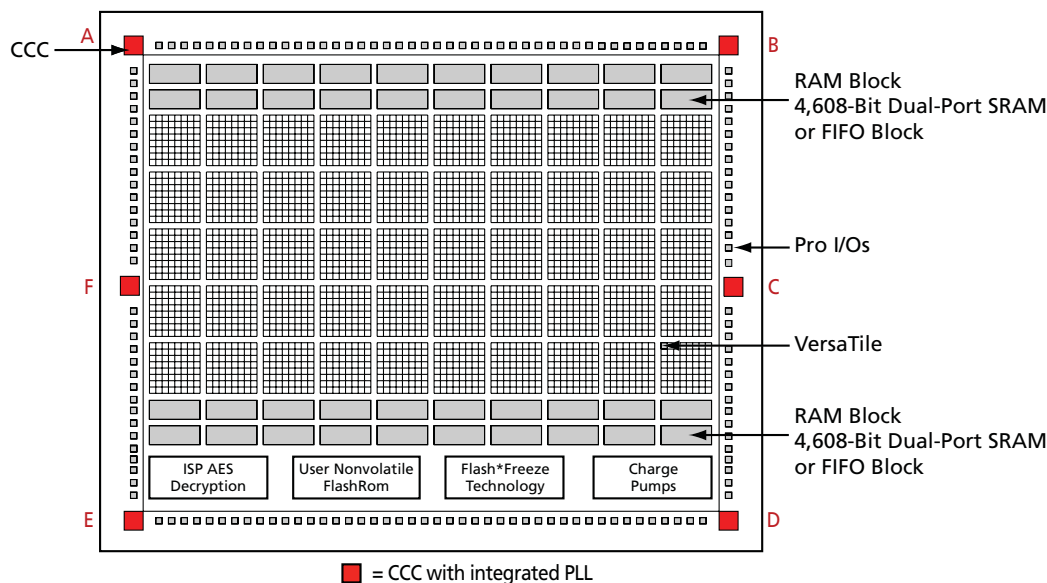 A
CCC
B
RAM Block
4,608-Bit Dual-Port SRAM
or FIFO Block
Pro I/Os
F
C
VersaTile
RAM Block
4,608-Bit Dual-Port SRAM
or FIFO Block
ISP AES
Decryption
User Nonvolatile
FlashRom
Flash*Freeze
Technology
Charge
Pumps
E
D
= CCC with integrated PLL